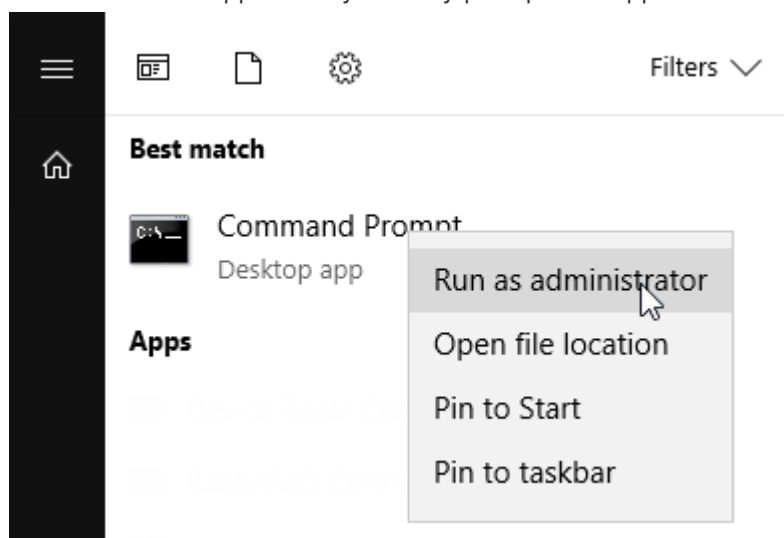 Filters
Best match
C:\
Command Prompt
Desktop app
Run as administrator
Apps
Open file location
Pin to Start
Pin to taskbar